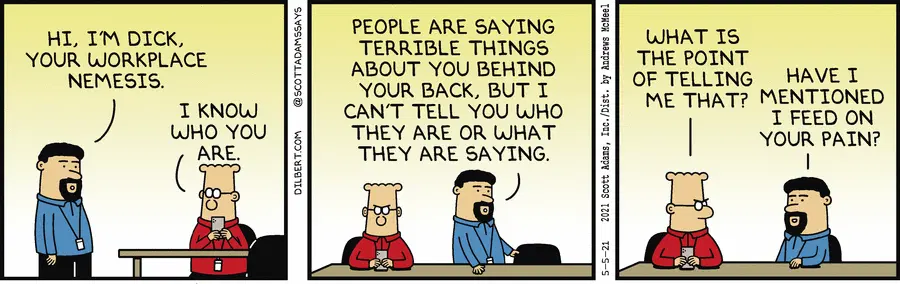 HI, I'M DICK,
YOUR WORKPLACE
NEMESIS.
I KNOW
WHO YOU
ARE.
DILBERT.COM
@SCOTTADAMSSAYS
PEOPLE ARE SAYING
TERRIBLE THINGS
ABOUT YOU BEHIND
YOUR BACK, BUT I
CAN'T TELL YOU WHO
THEY ARE OR WHAT
THEY ARE SAYING.
5-5-21 2021 Scott Adams, Inc./Dist. by Andrews McMeel
WHAT IS
THE POINT
OF TELLING
ME THAT?
HAVE I
MENTIONED
I FEED ON
YOUR PAIN?